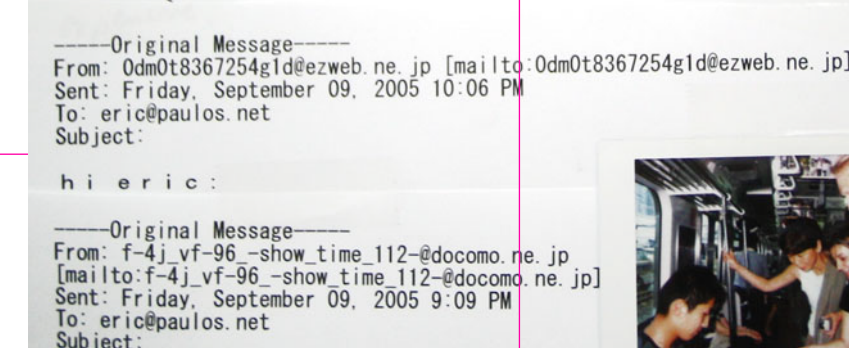 -----Original Message-----
From: 0dm0t8367254g1d@ezweb.ne.jp [mailto:0dm0t8367254g1d@ezweb.ne.jp]
Sent: Friday, September 09, 2005 10:06 PM
To: eric@paulos.net
Subject:
ｈｉ　ｅｒｉｃ：
-----Original Message-----
From: f-4j_vf-96_-show_time_112-@docomo.ne.jp
[mailto:f-4j_vf-96_-show_time_112-@docomo.ne.jp]
Sent: Friday, September 09, 2005 9:09 PM
To: eric@paulos.net
Subject: